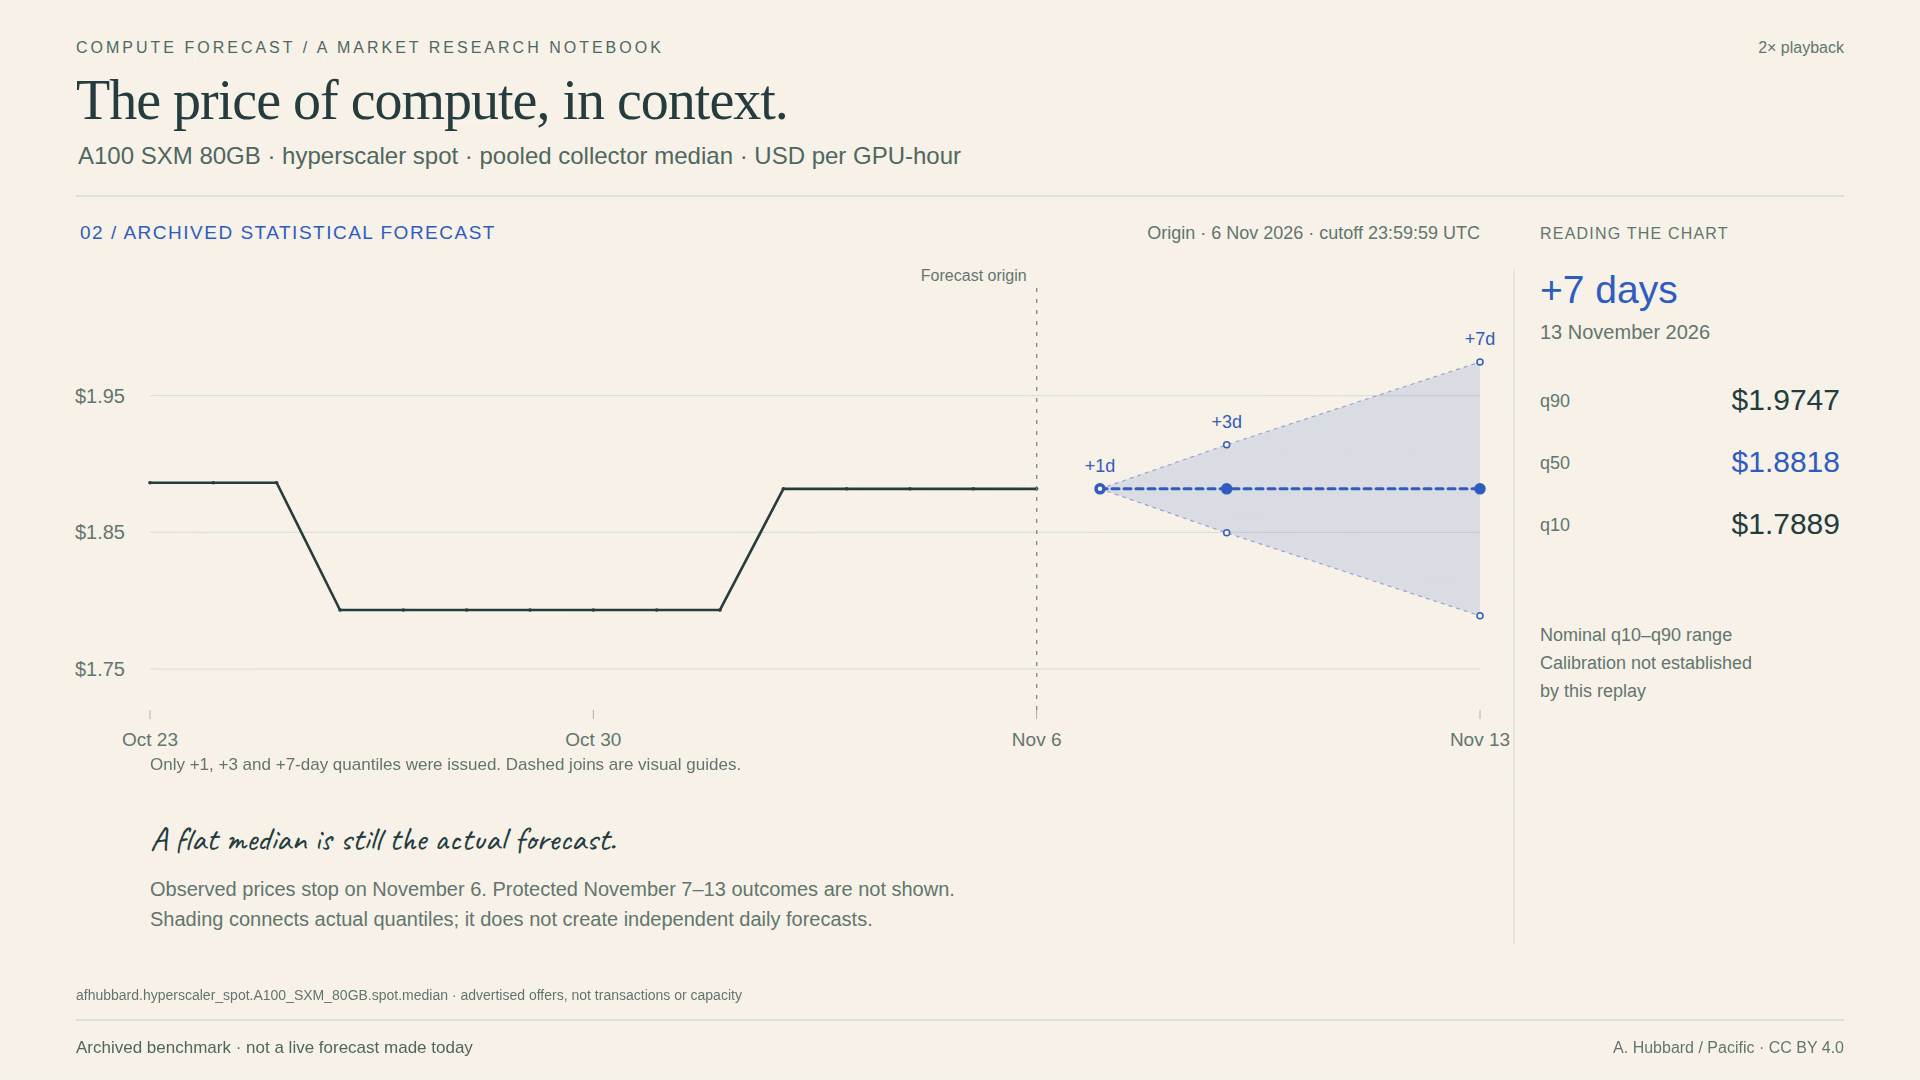 COMPUTE FORECAST / A MARKET RESEARCH NOTEBOOK
2× playback
The price of compute, in context.
A100 SXM 80GB · hyperscaler spot · pooled collector median · USD per GPU-hour
02 / ARCHIVED STATISTICAL FORECAST
Origin · 6 Nov 2026 · cutoff 23:59:59 UTC
READING THE CHART
Forecast origin
+7 days
13 November 2026
+7d
+3d
+1d
$1.95
$1.85
$1.75
q90 $1.9747
q50 $1.8818
q10 $1.7889
Nominal q10–q90 range
Calibration not established
by this replay
Oct 23
Oct 30
Nov 6
Nov 13
Only +1, +3 and +7-day quantiles were issued. Dashed joins are visual guides.
A flat median is still the actual forecast.
Observed prices stop on November 6. Protected November 7–13 outcomes are not shown.
Shading connects actual quantiles; it does not create independent daily forecasts.
afhubbard.hyperscaler_spot.A100_SXM_80GB.spot.median · advertised offers, not transactions or capacity
Archived benchmark · not a live forecast made today
A. Hubbard / Pacific · CC BY 4.0